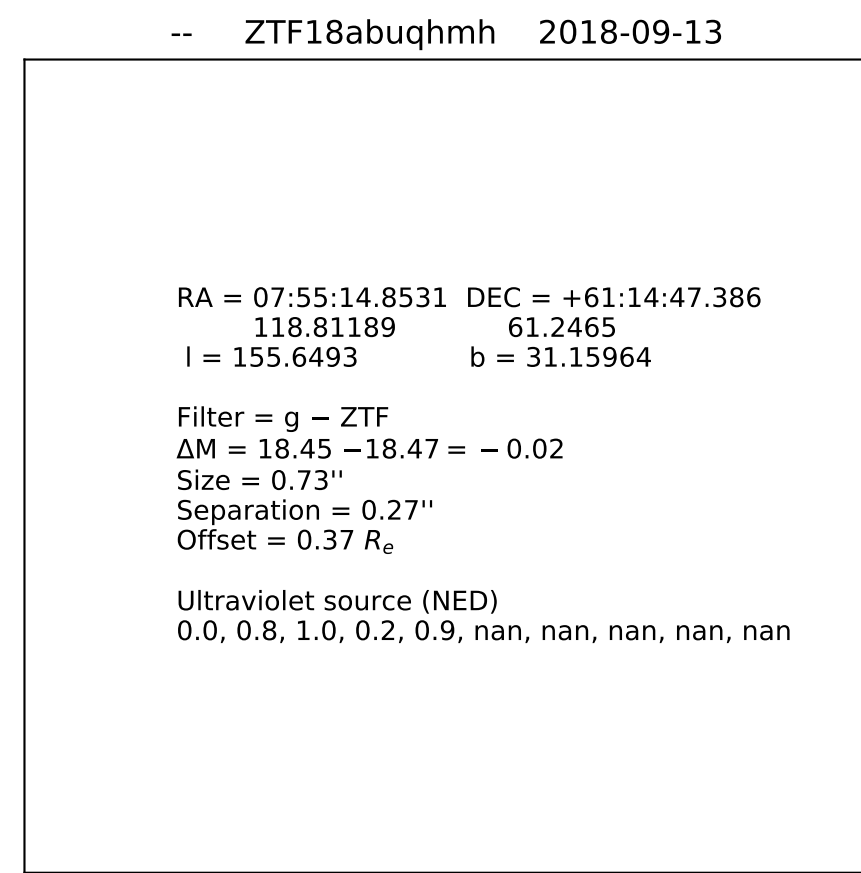 -- ZTF18abuqhmh 2018-09-13
RA = 07:55:14.8531 DEC = +61:14:47.386
118.81189 61.2465
l = 155.6493 b = 31.15964
Filter = g − ZTF
ΔM = 18.45 −18.47 = − 0.02
Size = 0.73''
Separation = 0.27''
Offset = 0.37 Re
Ultraviolet source (NED)
0.0, 0.8, 1.0, 0.2, 0.9, nan, nan, nan, nan, nan